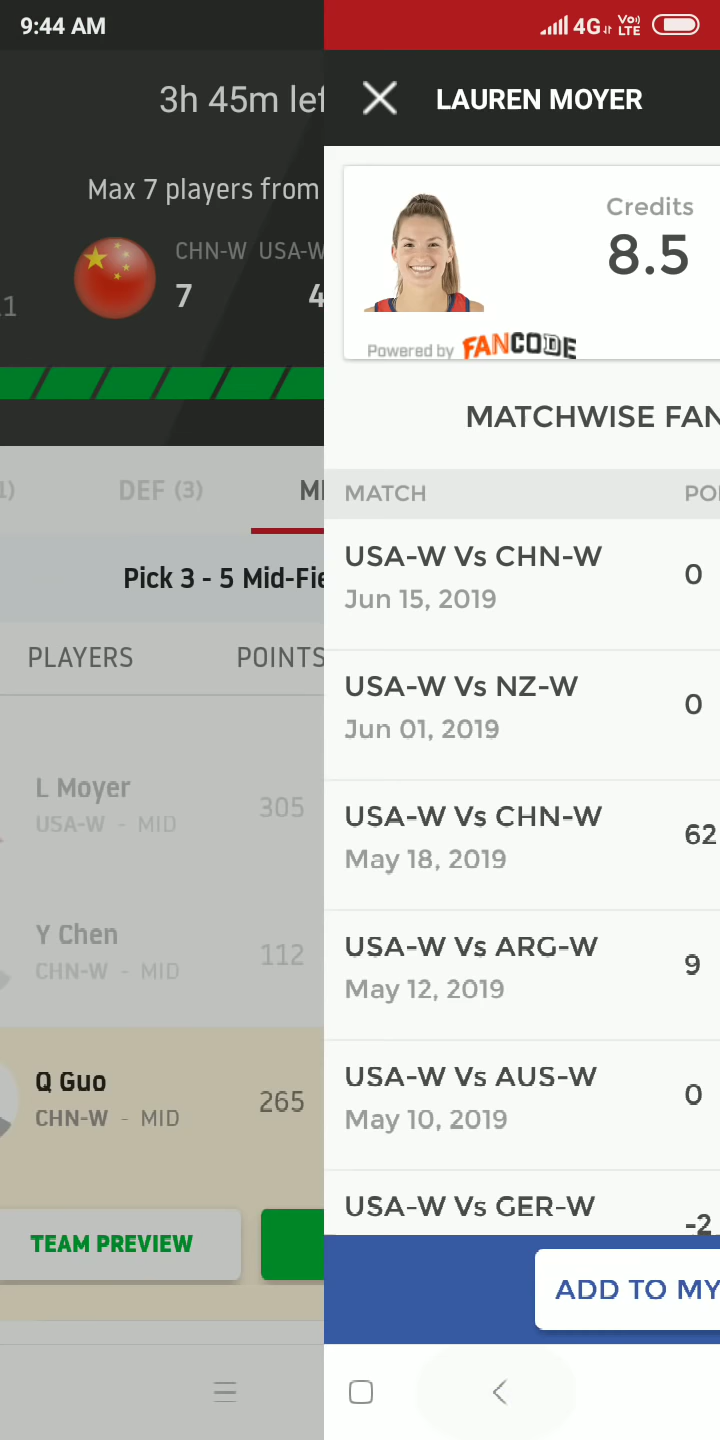 9:44 AM
4G Vo) LTE
3h 45m lef
Max 7 players from
CHN-W USA-W
7 4
DEF (3)
Pick 3 - 5 Mid-Fie
PLAYERS POINTS
L Moyer
305
USA-W - MID
Y Chen
112
CHN-W - MID
Q Guo
265
CHN-W - MID
TEAM PREVIEW
LAUREN MOYER
Credits
8.5
Powered by FANCODE
MATCHWISE FAN
MATCH PO
USA-W Vs CHN-W
0
Jun 15, 2019
USA-W Vs NZ-W
0
Jun 01, 2019
USA-W Vs CHN-W
62
May 18, 2019
USA-W Vs ARG-W
9
May 12, 2019
USA-W Vs AUS-W
0
May 10, 2019
USA-W Vs GER-W
-2
ADD TO MY